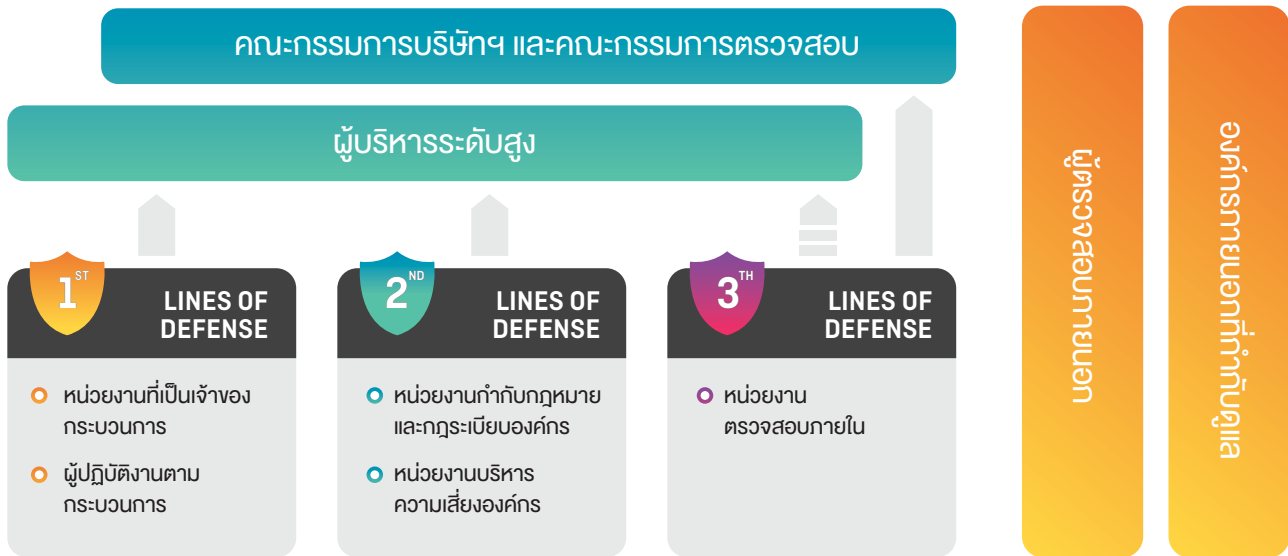 คณะกรรมการบริษัทฯ และคณะกรรมการตรวจสอบ
ผู้บริหารระดับสูง
1ST
LINES OF
DEFENSE
หน่วยงานที่เป็นเจ้าของ
กระบวนการ
ผู้ปฏิบัติงานตาม
กระบวนการ
2ND
LINES OF
DEFENSE
หน่วยงานกำกับกฎหมาย
และกฎระเบียบองค์กร
หน่วยงานบริหาร
ความเสี่ยงองค์กร
3TH
LINES OF
DEFENSE
หน่วยงาน
ตรวจสอบภายใน
ผู้ตรวจสอบภายนอก
องค์กรภายนอกที่กำกับดูแล